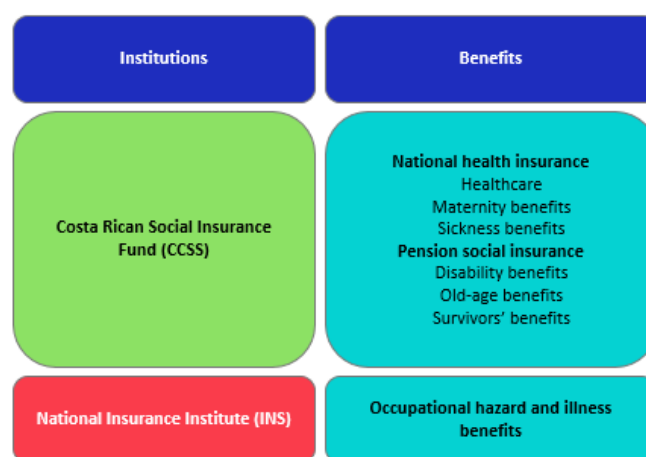 Institutions
Benefits
Costa Rican Social Insurance
Fund (CCSS)
National health insurance
Healthcare
Maternity benefits
Sickness benefits
Pension social insurance
Disability benefits
Old-age benefits
Survivors’ benefits
National Insurance Institute (INS)
Occupational hazard and illness
benefits